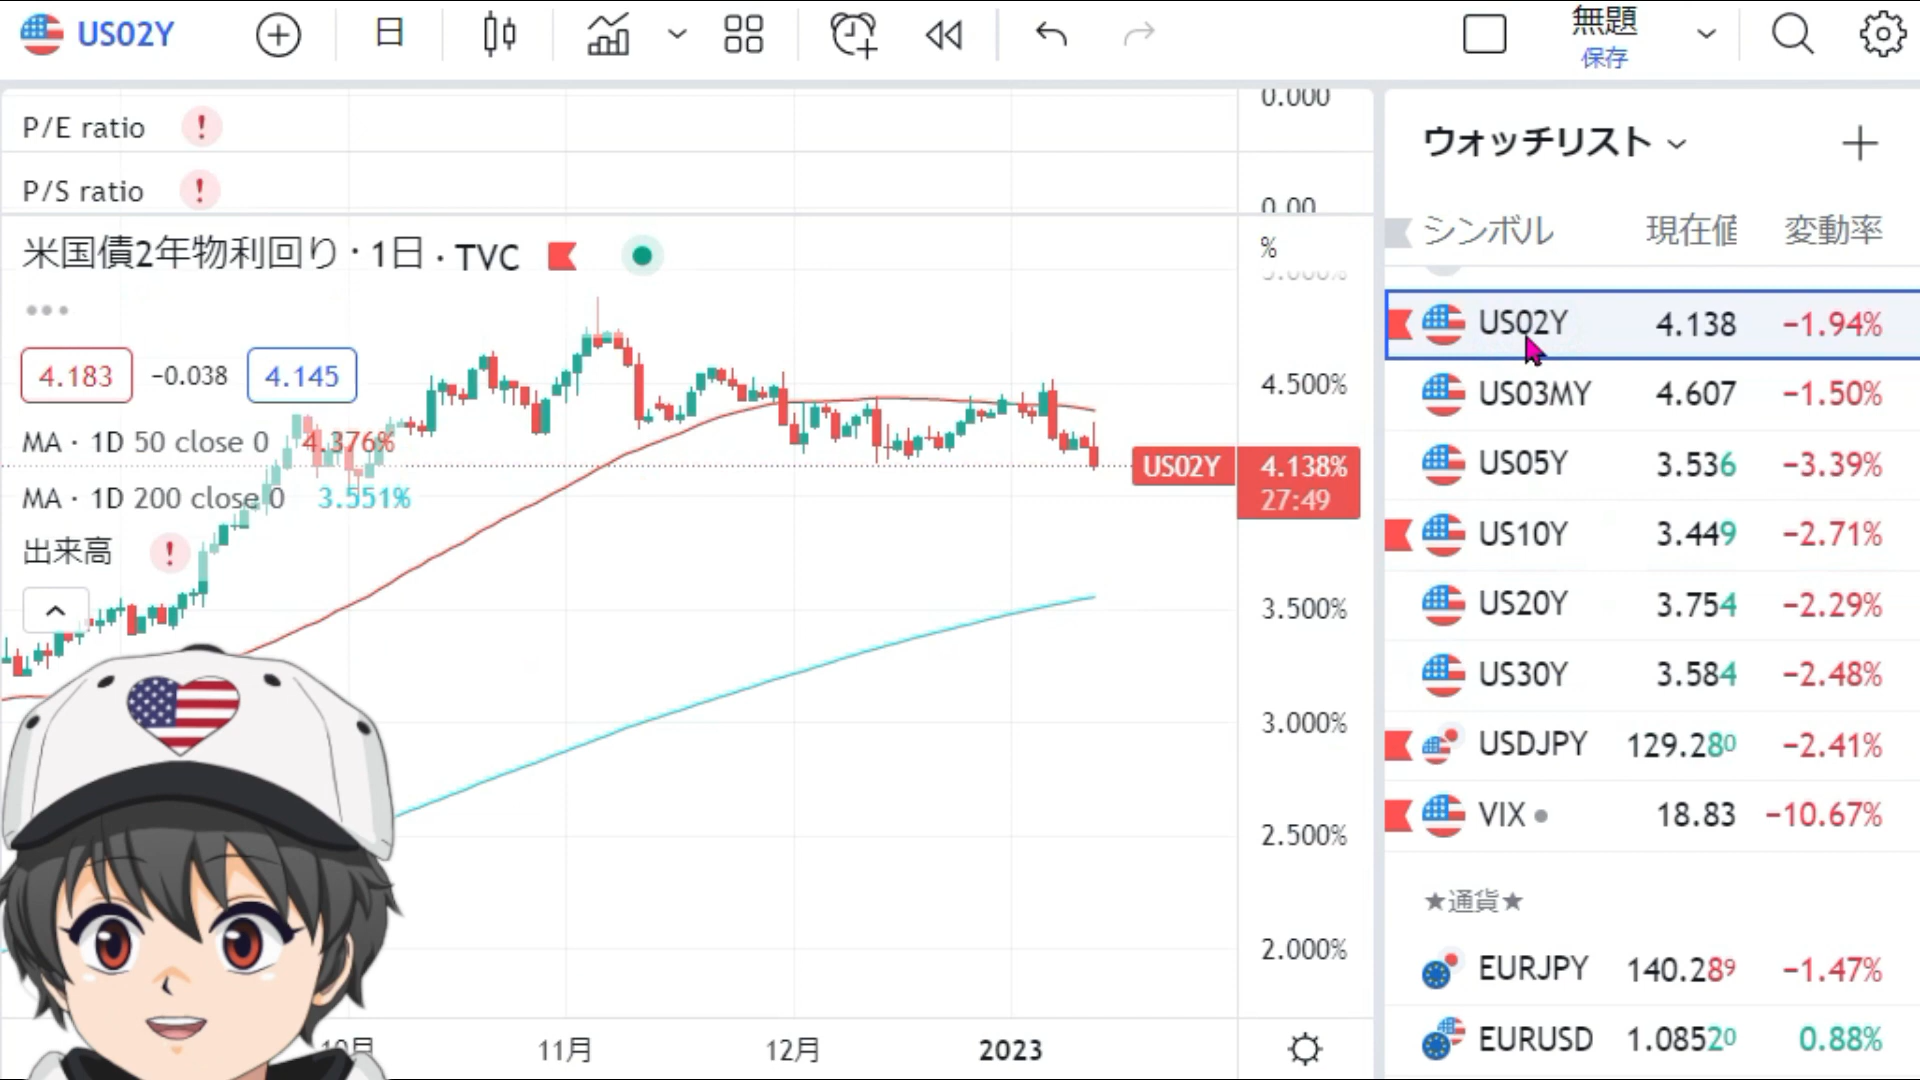 US02Y
日
無題
保存
P/E ratio !
0.000
P/S ratio !
0.00
米国債2年物利回り · 1日 · TVC
%
5.000%
4.183 −0.038 4.145
4.500%
MA · 1D 50 close 0 4.376%
US02Y 4.138%
27:49
MA · 1D 200 close 0 3.551%
出来高 !
3.500%
3.000%
2.500%
2.000%
10月 11月 12月 2023
ウォッチリスト
シンボル 現在値 変動率
US02Y 4.138 −1.94%
US03MY 4.607 −1.50%
US05Y 3.536 −3.39%
US10Y 3.449 −2.71%
US20Y 3.754 −2.29%
US30Y 3.584 −2.48%
USDJPY 129.280 −2.41%
VIX 18.83 −10.67%
★通貨★
EURJPY 140.289 −1.47%
EURUSD 1.08520 0.88%